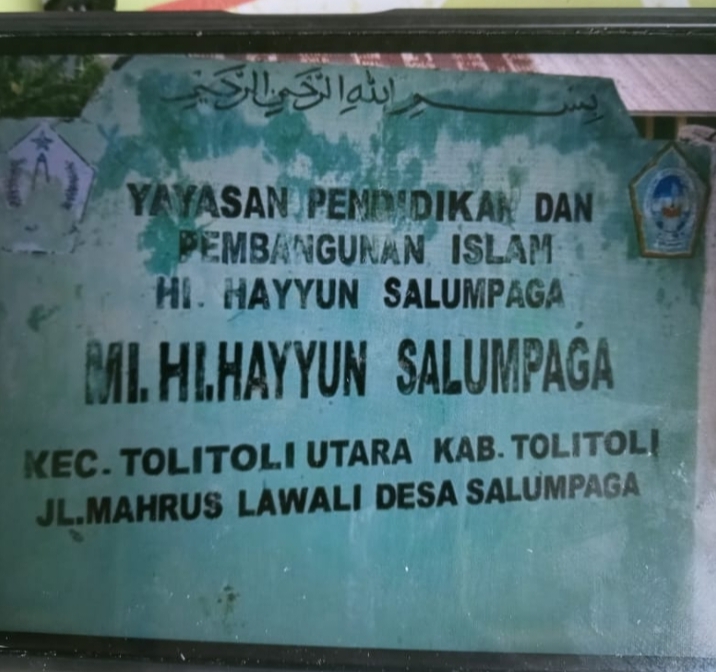 بسم الله الرحمن الرحيم
YAYASAN PENDIDIKAN DAN
PEMBANGUNAN ISLAM
HI. HAYYUN SALUMPAGA
MI. HI.HAYYUN SALUMPAGA
KEC. TOLITOLI UTARA KAB. TOLITOLI
JL.MAHRUS LAWALI DESA SALUMPAGA